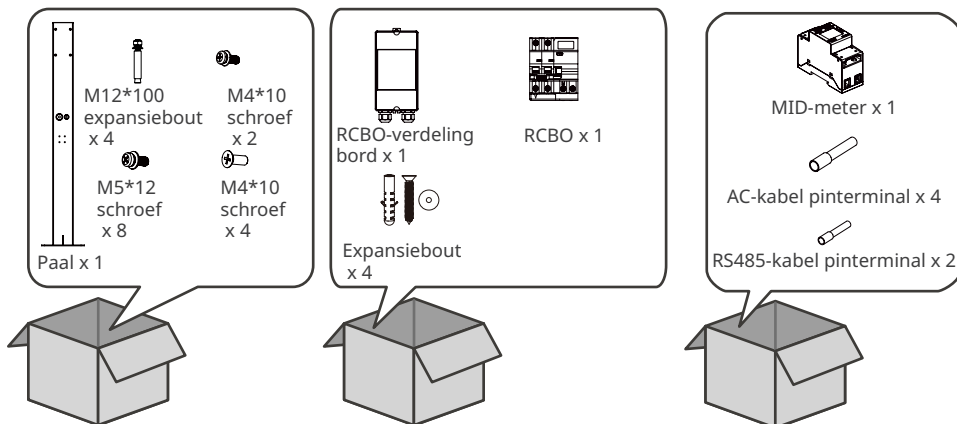 M12*100
expansiebout
x 4
M4*10
schroef
x 2
M5*12
schroef
x 8
M4*10
schroef
x 4
Paal x 1
RCBO-verdeling
bord x 1
RCBO x 1
Expansiebout
x 4
MID-meter x 1
AC-kabel pinterminal x 4
RS485-kabel pinterminal x 2